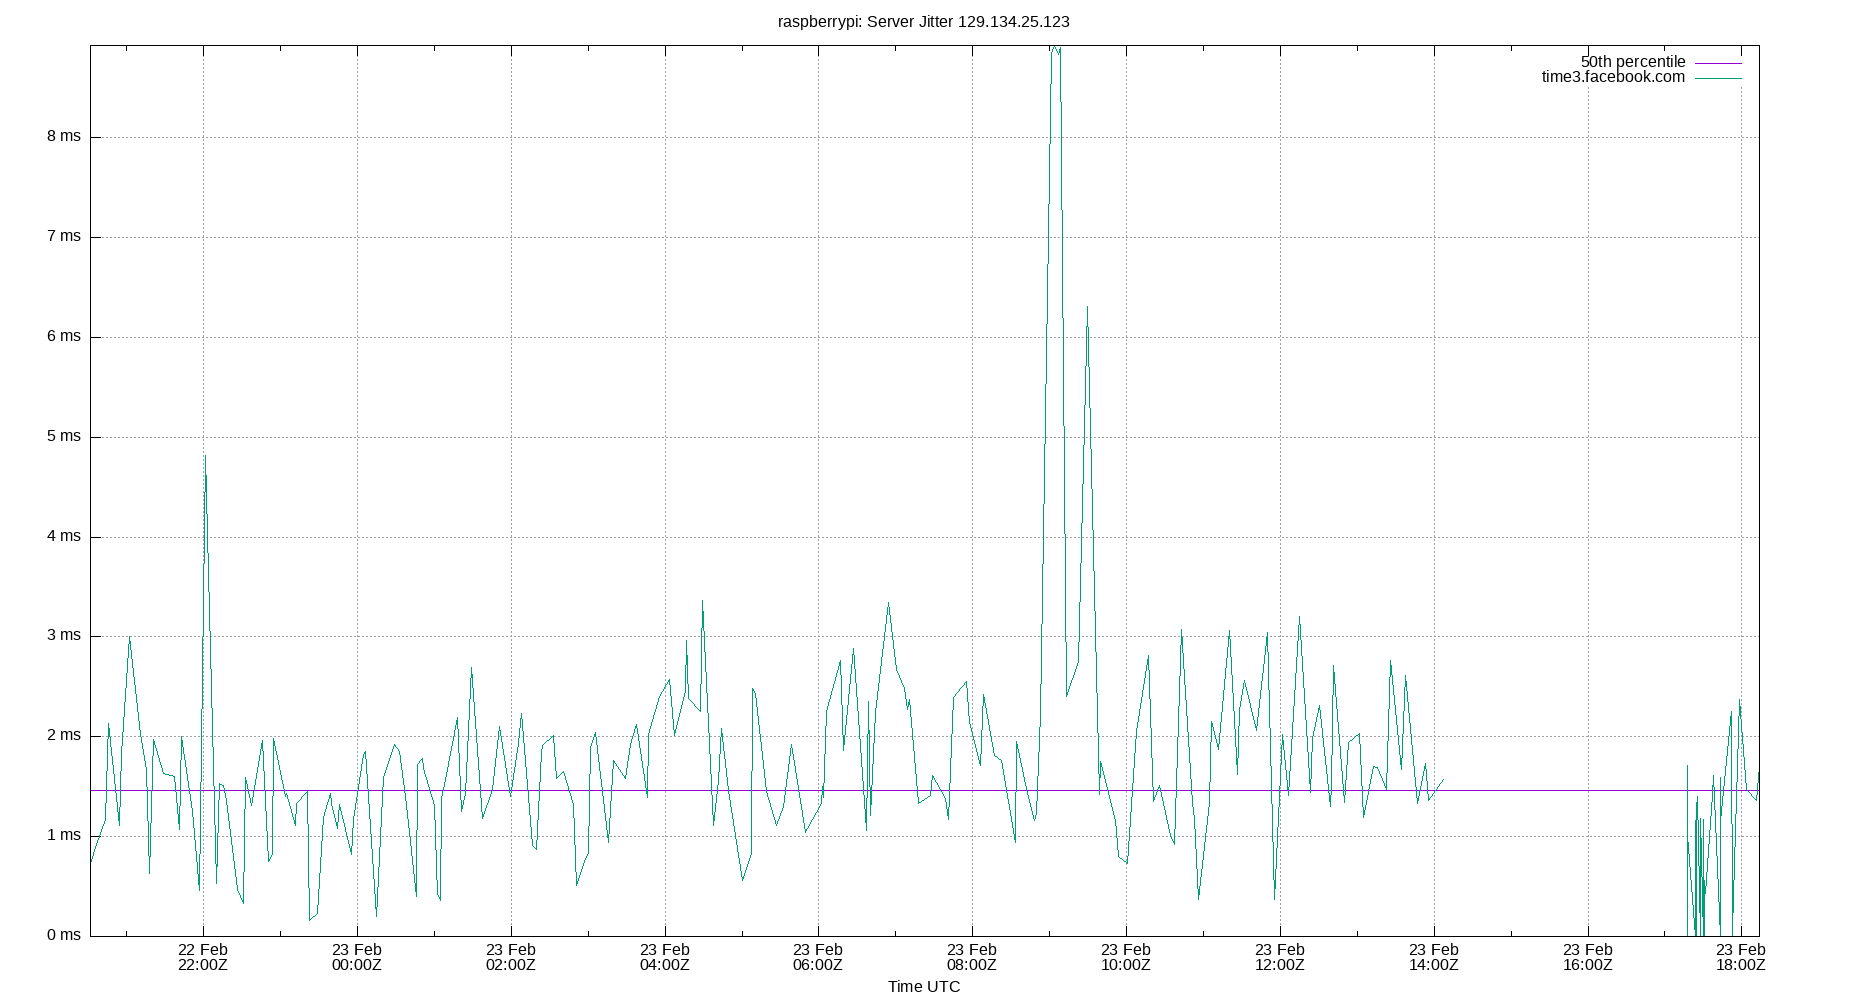 raspberrypi: Server Jitter 129.134.25.123
50th percentile
time3.facebook.com
8 ms
7 ms
6 ms
5 ms
4 ms
3 ms
2 ms
1 ms
0 ms
22 Feb 23 Feb 23 Feb 23 Feb 23 Feb 23 Feb 23 Feb 23 Feb 23 Feb 23 Feb 23 Feb
22:00Z 00:00Z 02:00Z 04:00Z 06:00Z 08:00Z 10:00Z 12:00Z 14:00Z 16:00Z 18:00Z
Time UTC